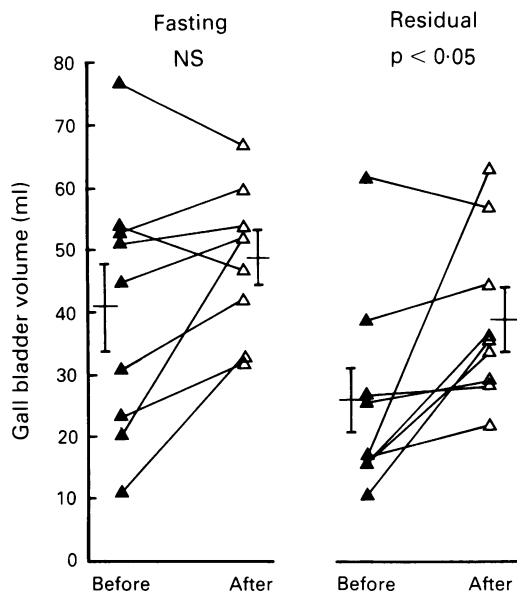 Fasting
NS
Residual
p < 0·05
Gall bladder volume (ml)
80
70
60
50
40
30
20
10
0
Before
After
Before
After